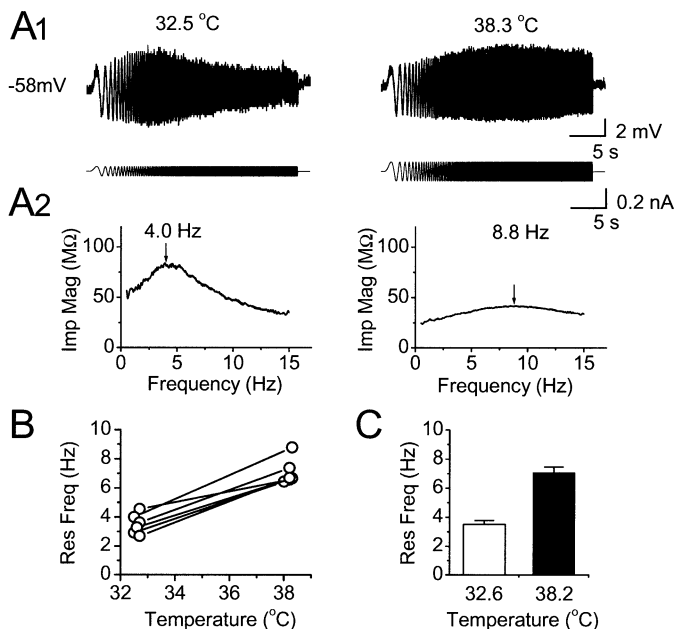 A1
32.5 °C
38.3 °C
-58mV
2 mV
5 s
0.2 nA
5 s
A2
4.0 Hz
8.8 Hz
Imp Mag (MΩ)
100
50
0
0 5 10 15
Frequency (Hz)
Imp Mag (MΩ)
100
50
0
0 5 10 15
Frequency (Hz)
B
Res Freq (Hz)
10
8
6
4
2
0
32 34 36 38
Temperature (°C)
C
Res Freq (Hz)
10
8
6
4
2
0
32.6 38.2
Temperature (°C)